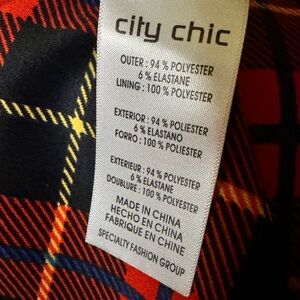 city chic
OUTER : 94 % POLYESTER
6 % ELASTANE
LINING : 100 % POLYESTER
EXTERIOR : 94 % POLIESTER
6 % ELASTANO
FORRO : 100 % POLIESTER
EXTERIEUR : 94 % POLYESTER
6 % ELASTANE
DOUBLURE : 100 % POLYESTER
MADE IN CHINA
HECHO EN CHINA
FABRIQUE EN CHINE
SPECIALTY FASHION GROUP